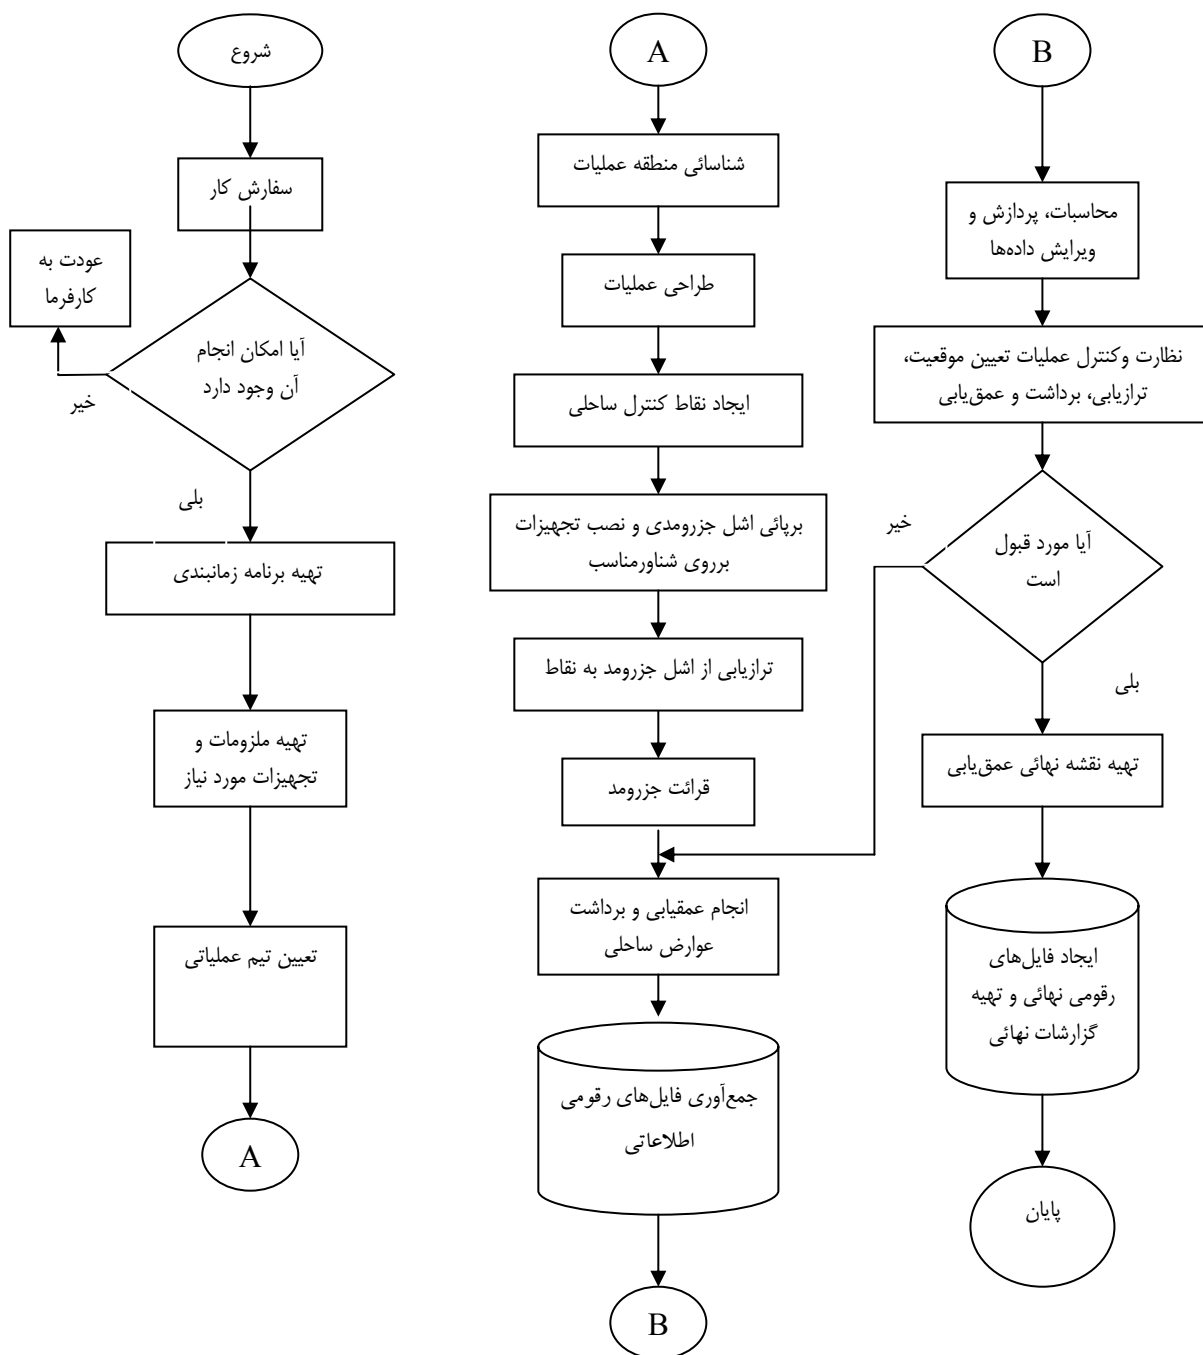 شروع
سفارش کار
عودت به
کارفرما
آیا امکان انجام
آن وجود دارد
خیر
بلی
تهیه برنامه زمانبندی
تهیه ملزومات و
تجهیزات مورد نیاز
تعیین تیم عملیاتی
A
A
شناسائی منطقه عملیات
طراحی عملیات
ایجاد نقاط کنترل ساحلی
برپائی اشل جزرومدی و نصب تجهیزات
برروی شناورمناسب
ترازیابی از اشل جزرومد به نقاط
قرائت جزرومد
انجام عمقیابی و برداشت
عوارض ساحلی
جمع‌آوری فایل‌های رقومی
اطلاعاتی
B
B
محاسبات، پردازش و
ویرایش داده‌ها
نظارت وکنترل عملیات تعیین موقعیت،
ترازیابی، برداشت و عمق‌یابی
خیر
آیا مورد قبول
است
بلی
تهیه نقشه نهائی عمق‌یابی
ایجاد فایل‌های
رقومی نهائی و تهیه
گزارشات نهائی
پایان